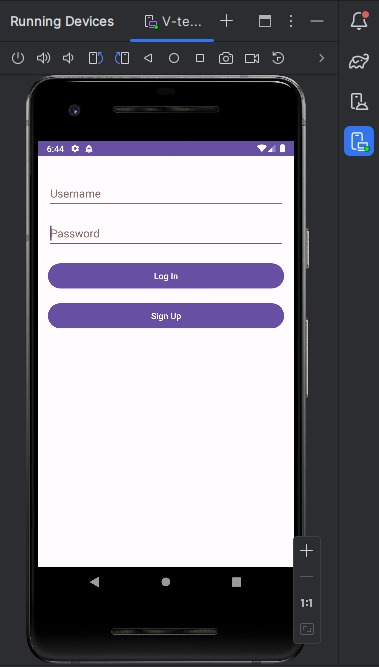 Running Devices
V-te...
6:44
Username
Password
Log In
Sign Up
1:1